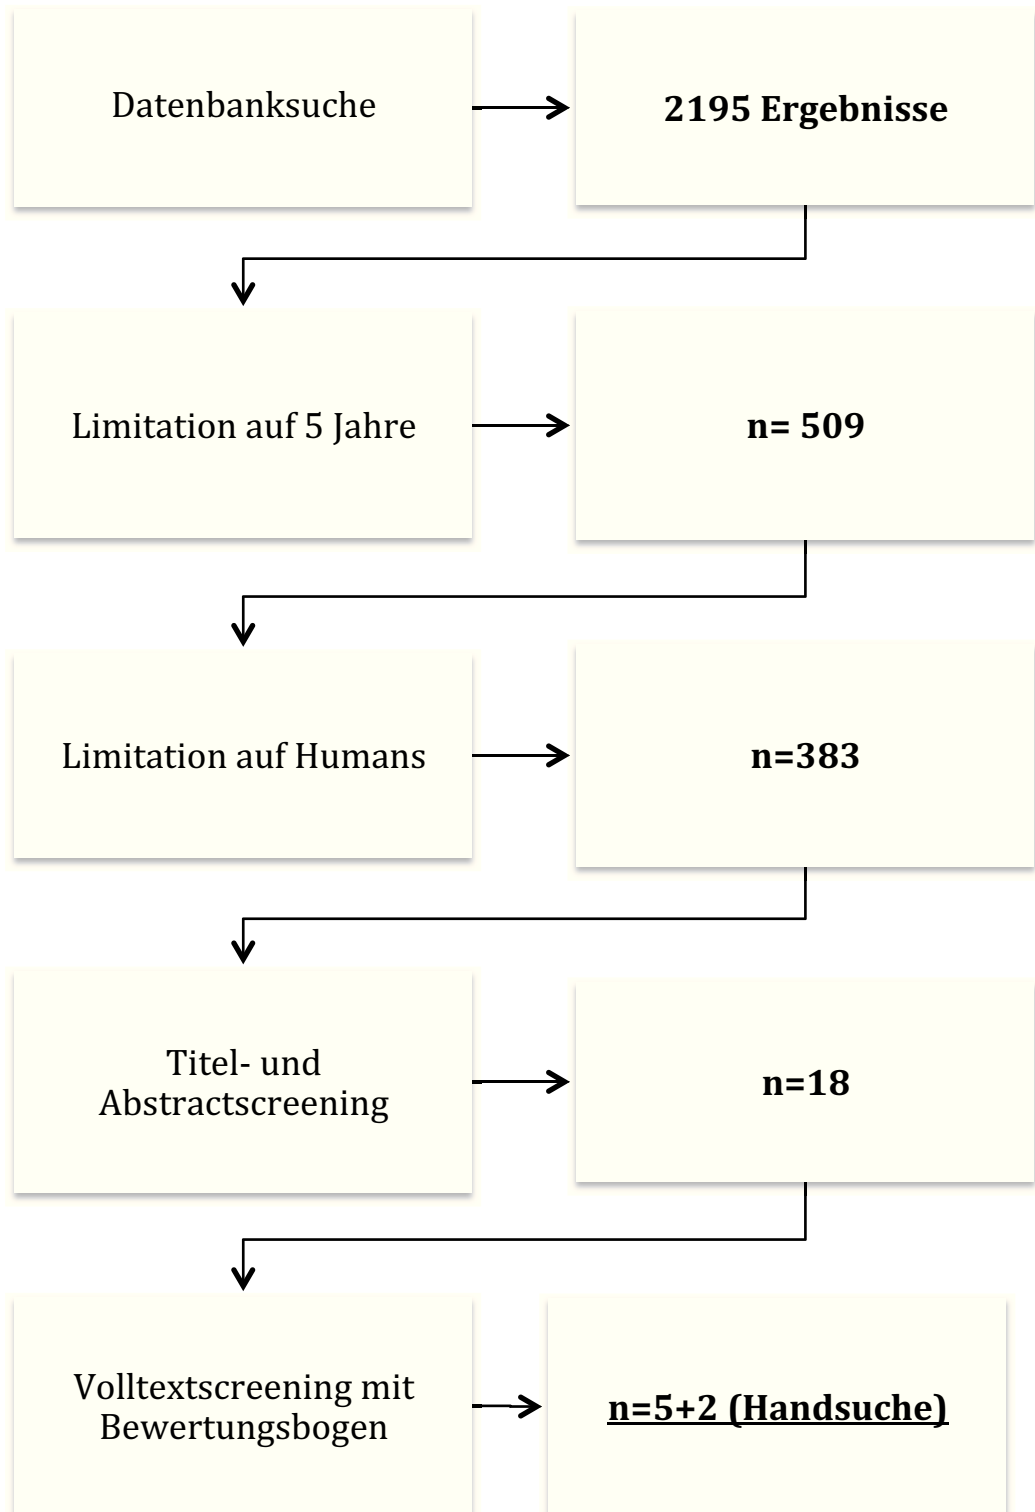 Datenbanksuche
2195 Ergebnisse
Limitation auf 5 Jahre
n= 509
Limitation auf Humans
n=383
Titel- und
Abstractscreening
n=18
Volltextscreening mit
Bewertungsbogen
n=5+2 (Handsuche)